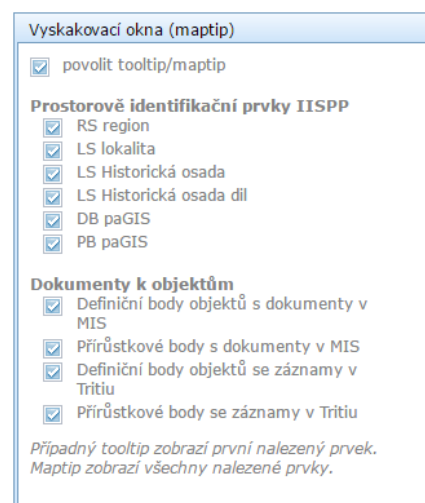 Vyskakovací okna (maptip)
povolit tooltip/maptip
Prostorově identifikační prvky IISPP
RS region
LS lokalita
LS Historická osada
LS Historická osada dil
DB paGIS
PB paGIS
Dokumenty k objektům
Definiční body objektů s dokumenty v
MIS
Přírůstkové body s dokumenty v MIS
Definiční body objektů se záznamy v
Tritiu
Přírůstkové body se záznamy v Tritiu
Případný tooltip zobrazí první nalezený prvek.
Maptip zobrazí všechny nalezené prvky.